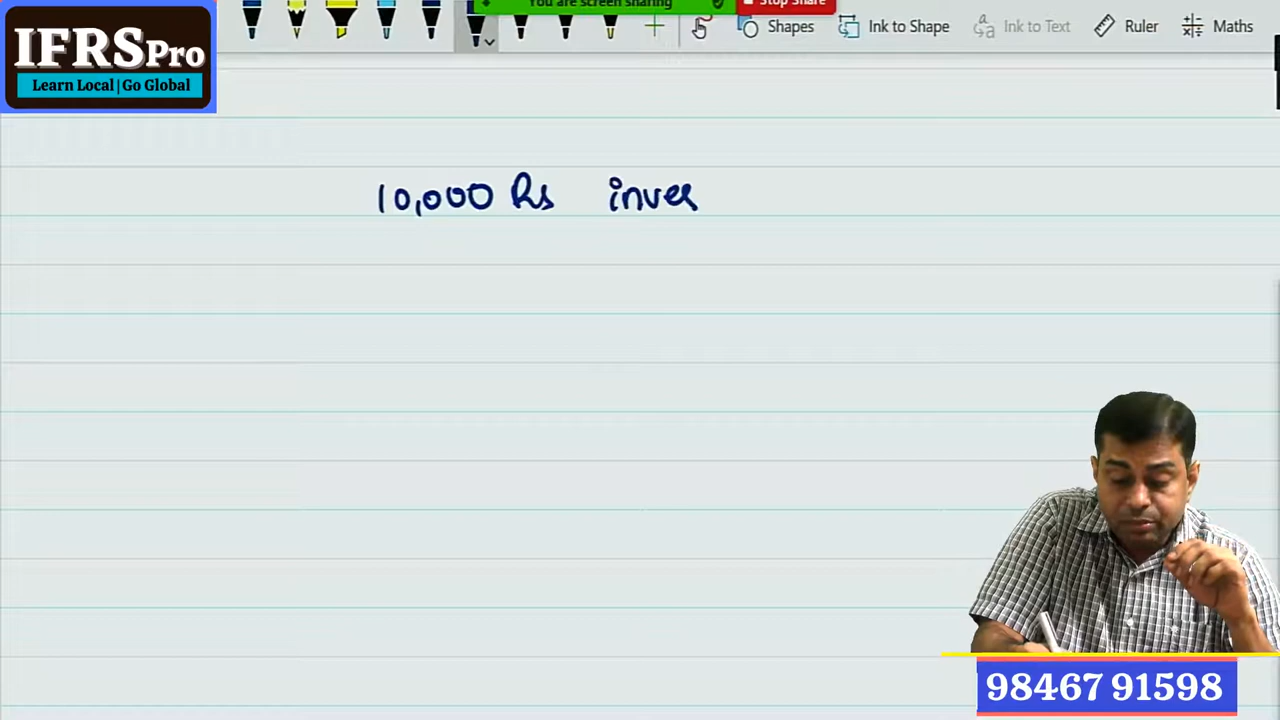 IFRSPro
Learn Local|Go Global
You are screen sharing
Stop Share
Shapes
Ink to Shape
Ink to Text
Ruler
Maths
10,000 Rs inves
98467 91598